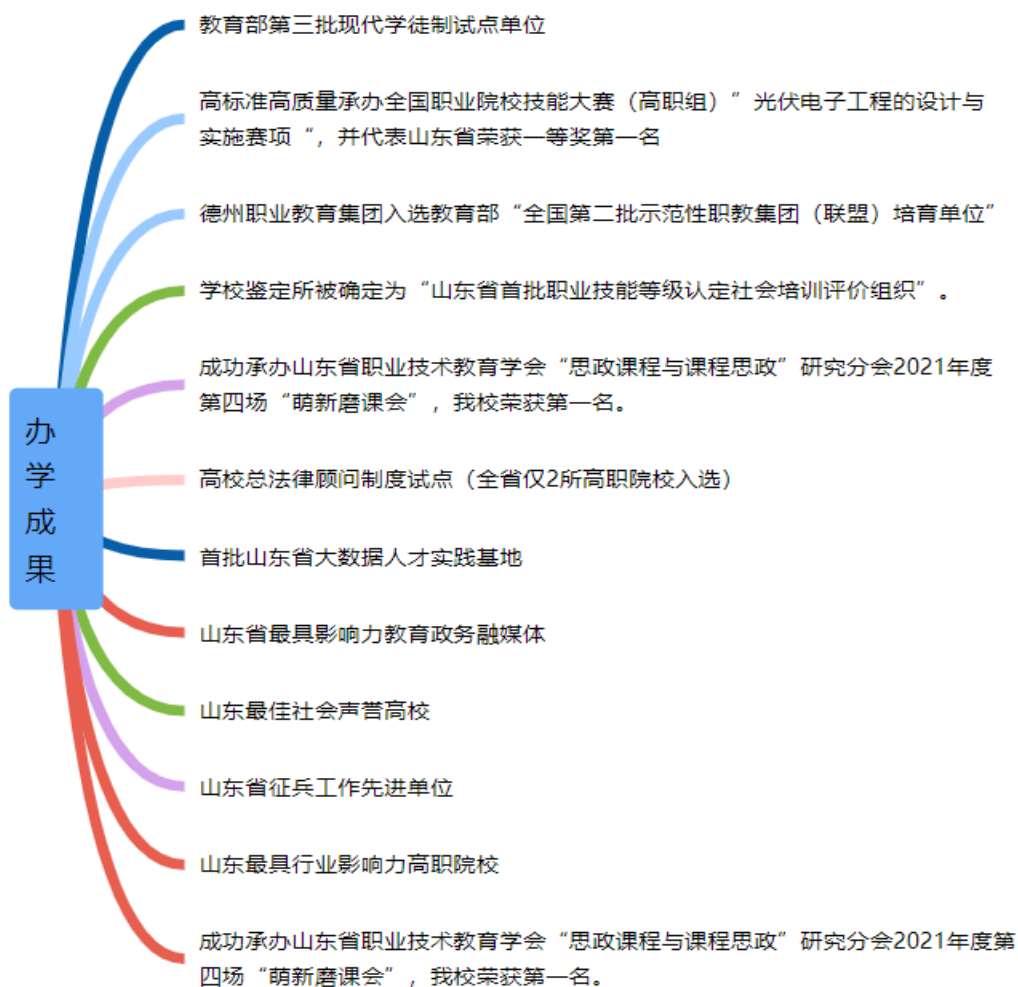 教育部第三批现代学徒制试点单位
高标准高质量承办全国职业院校技能大赛（高职组）”光伏电子工程的设计与
实施赛项“，并代表山东省荣获一等奖第一名
德州职业教育集团入选教育部“全国第二批示范性职教集团（联盟）培育单位”
学校鉴定所被确定为“山东省首批职业技能等级认定社会培训评价组织”。
成功承办山东省职业技术教育学会“思政课程与课程思政”研究分会2021年度
第四场“萌新磨课会”，我校荣获第一名。
办
学
成
果
高校总法律顾问制度试点（全省仅2所高职院校入选）
首批山东省大数据人才实践基地
山东省最具影响力教育政务融媒体
山东最佳社会声誉高校
山东省征兵工作先进单位
山东最具行业影响力高职院校
成功承办山东省职业技术教育学会“思政课程与课程思政”研究分会2021年度第
四场“萌新磨课会”，我校荣获第一名。